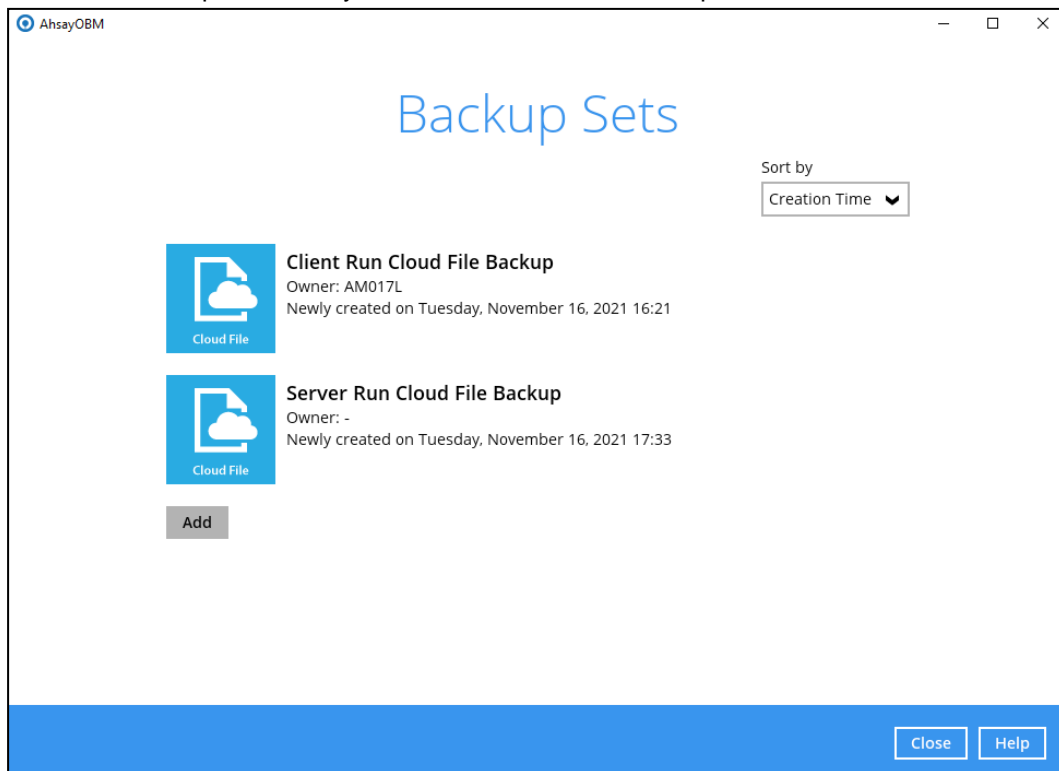 AhsayOBM
Backup Sets
Sort by
Creation Time
Client Run Cloud File Backup
Owner: AM017L
Newly created on Tuesday, November 16, 2021 16:21
Cloud File
Server Run Cloud File Backup
Owner: -
Newly created on Tuesday, November 16, 2021 17:33
Cloud File
Add
Close
Help